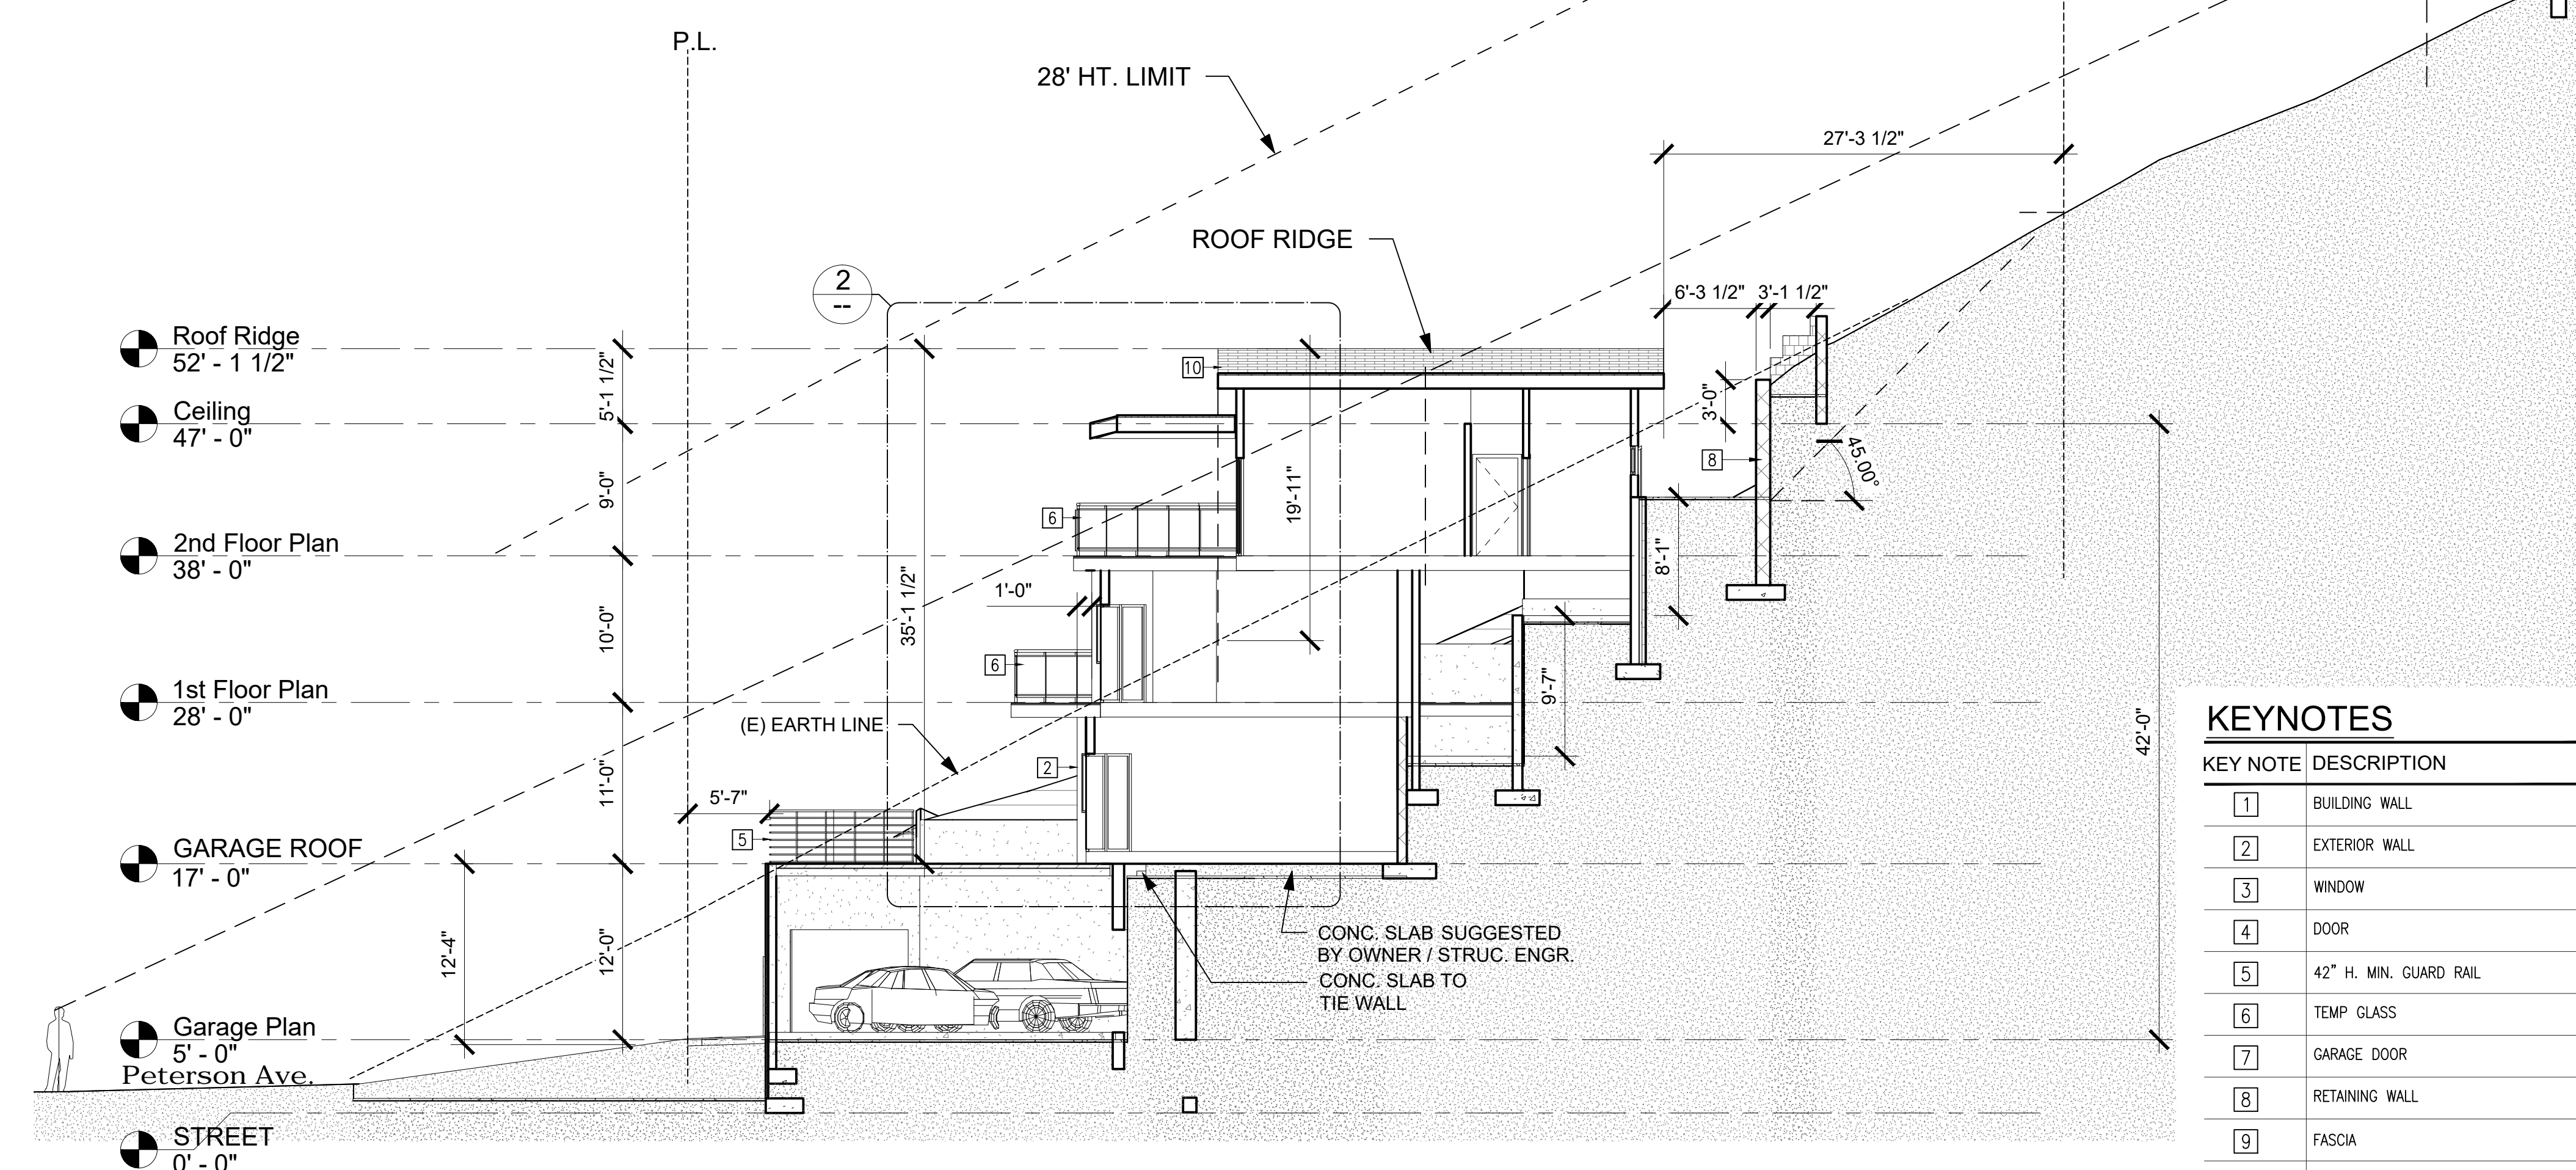 P.L.
28' HT. LIMIT
27'-3 1/2"
ROOF RIDGE
2
--
6'-3 1/2"
3'-1 1/2"
Roof Ridge
52' - 1 1/2"
5'-1 1/2"
10
3'-0"
Ceiling
47' - 0"
8
45.00°
9'-0"
19'-11"
6
2nd Floor Plan
38' - 0"
8'-1"
1'-0"
35'-1 1/2"
10'-0"
6
9'-7"
1st Floor Plan
28' - 0"
(E) EARTH LINE
42'-0"
2
11'-0"
5'-7"
5
GARAGE ROOF
17' - 0"
12'-4"
12'-0"
CONC. SLAB SUGGESTED
BY OWNER / STRUC. ENGR.
CONC. SLAB TO
TIE WALL
Garage Plan
5' - 0"
Peterson Ave.
STREET
0' - 0"
KEYNOTES
KEY NOTE DESCRIPTION
1 BUILDING WALL
2 EXTERIOR WALL
3 WINDOW
4 DOOR
5 42" H. MIN. GUARD RAIL
6 TEMP GLASS
7 GARAGE DOOR
8 RETAINING WALL
9 FASCIA